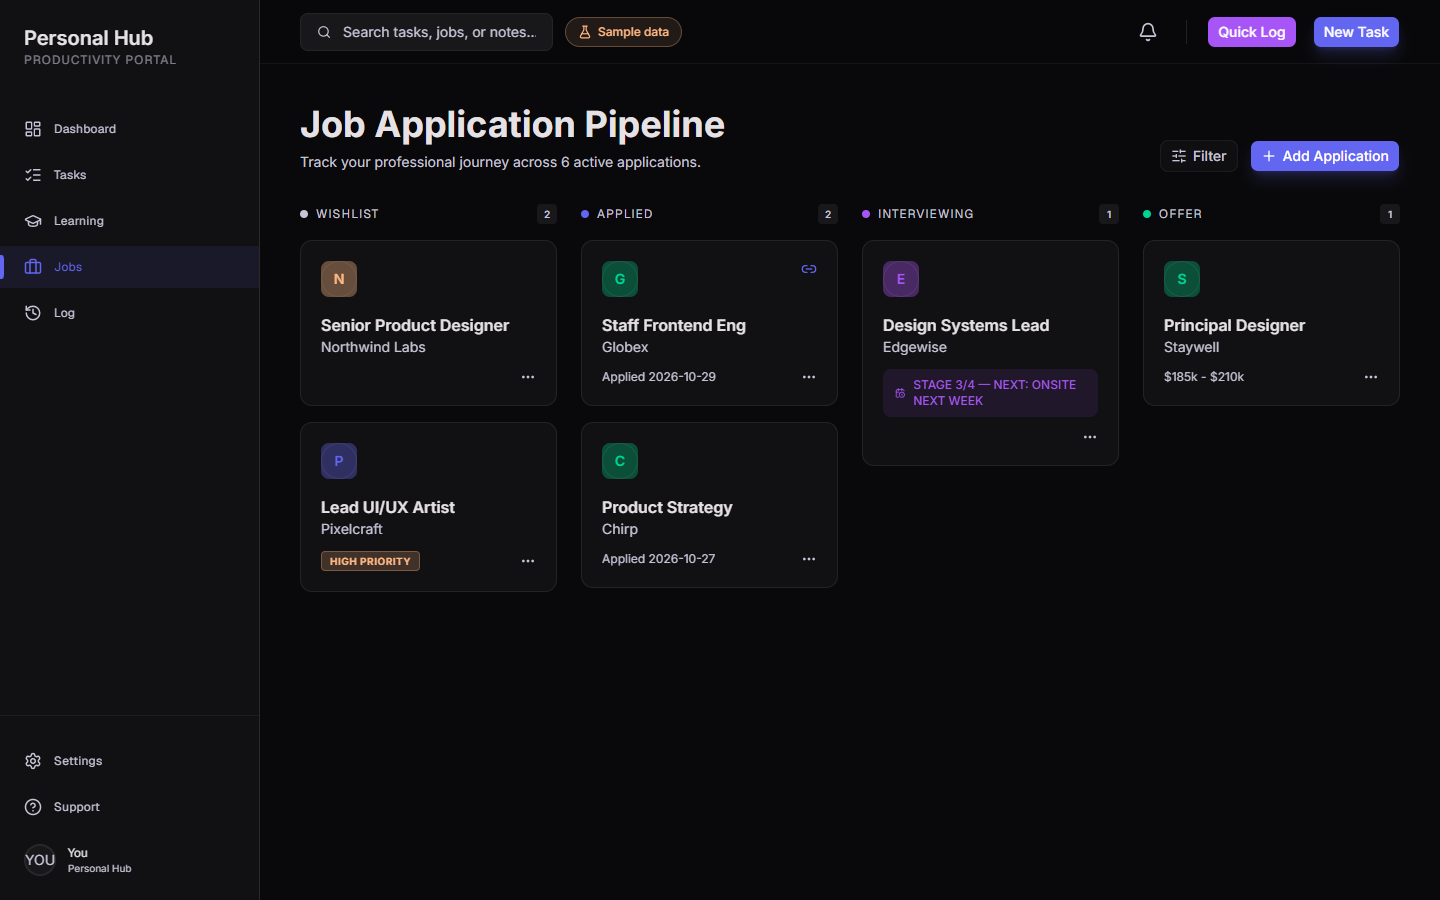 Personal Hub
PRODUCTIVITY PORTAL
Dashboard
Tasks
Learning
Jobs
Log
Settings
Support
YOU
You
Personal Hub
Search tasks, jobs, or notes...
Sample data
Quick Log
New Task
Job Application Pipeline
Track your professional journey across 6 active applications.
Filter
Add Application
WISHLIST
2
N
Senior Product Designer
Northwind Labs
P
Lead UI/UX Artist
Pixelcraft
HIGH PRIORITY
APPLIED
2
G
Staff Frontend Eng
Globex
Applied 2026-10-29
C
Product Strategy
Chirp
Applied 2026-10-27
INTERVIEWING
1
E
Design Systems Lead
Edgewise
STAGE 3/4 — NEXT: ONSITE
NEXT WEEK
OFFER
1
S
Principal Designer
Staywell
$185k - $210k